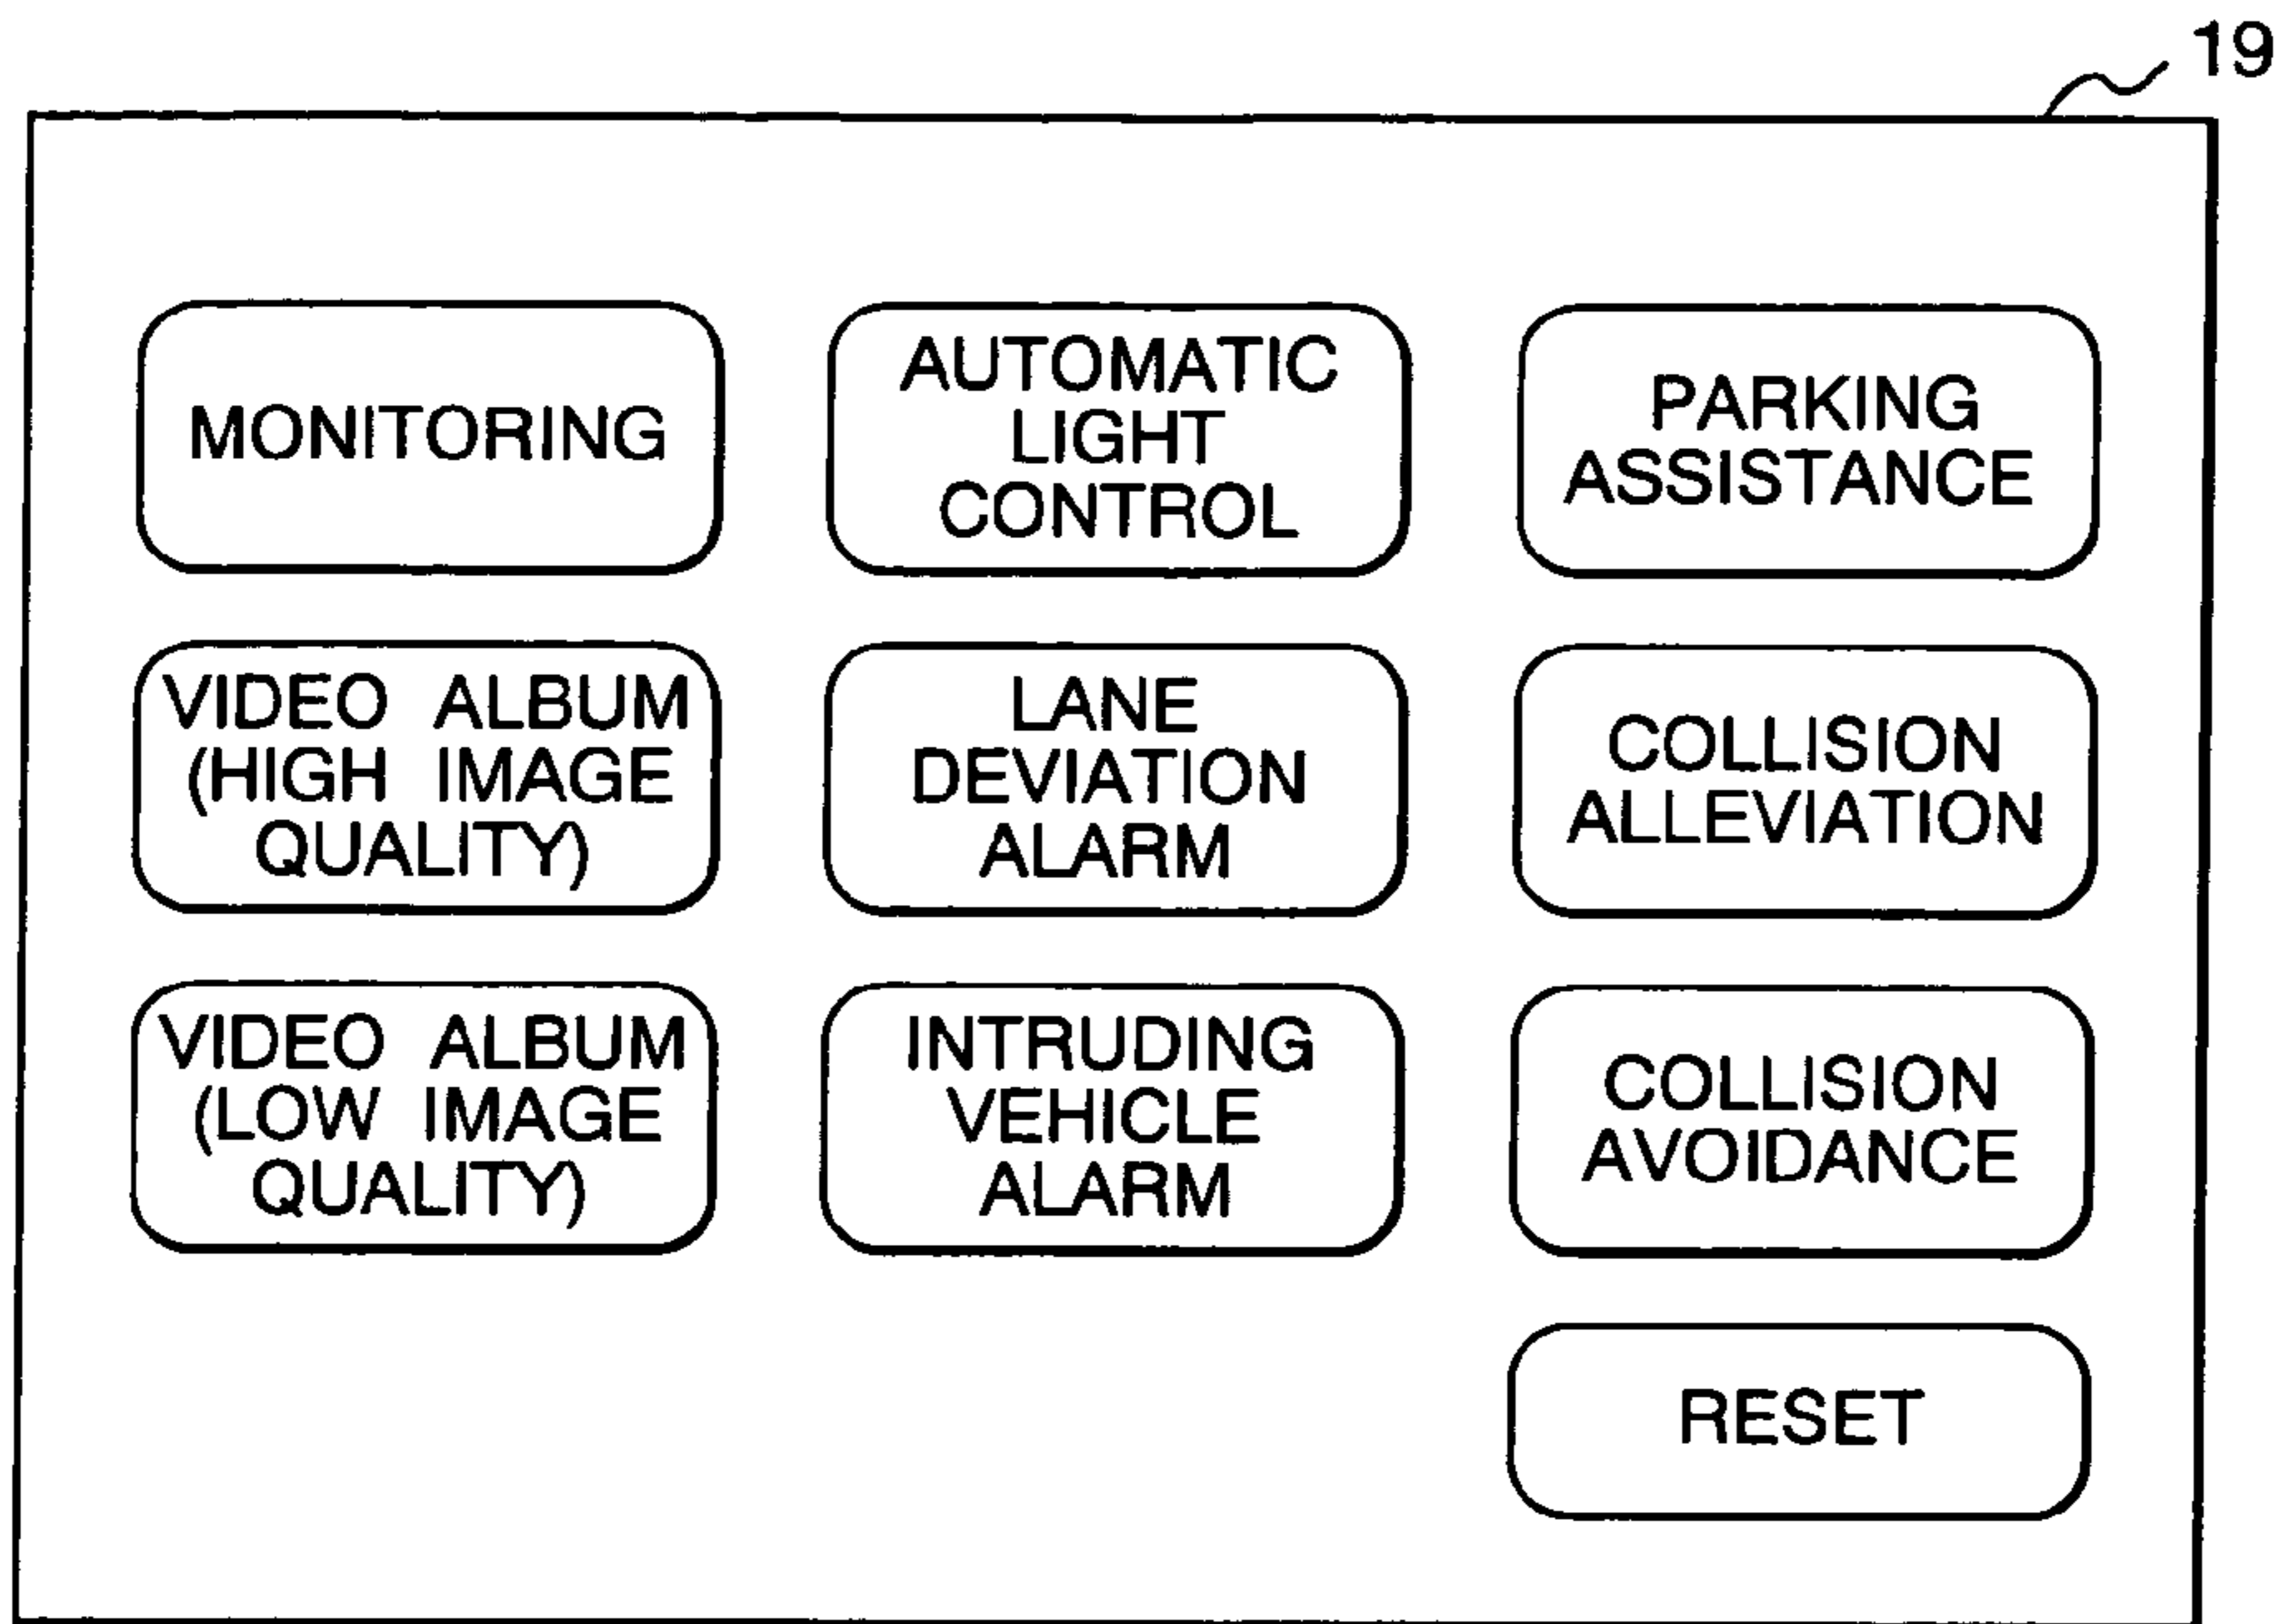 19
MONITORING
AUTOMATIC
LIGHT
CONTROL
PARKING
ASSISTANCE
VIDEO ALBUM
(HIGH IMAGE
QUALITY)
LANE
DEVIATION
ALARM
COLLISION
ALLEVIATION
VIDEO ALBUM
(LOW IMAGE
QUALITY)
INTRUDING
VEHICLE
ALARM
COLLISION
AVOIDANCE
RESET